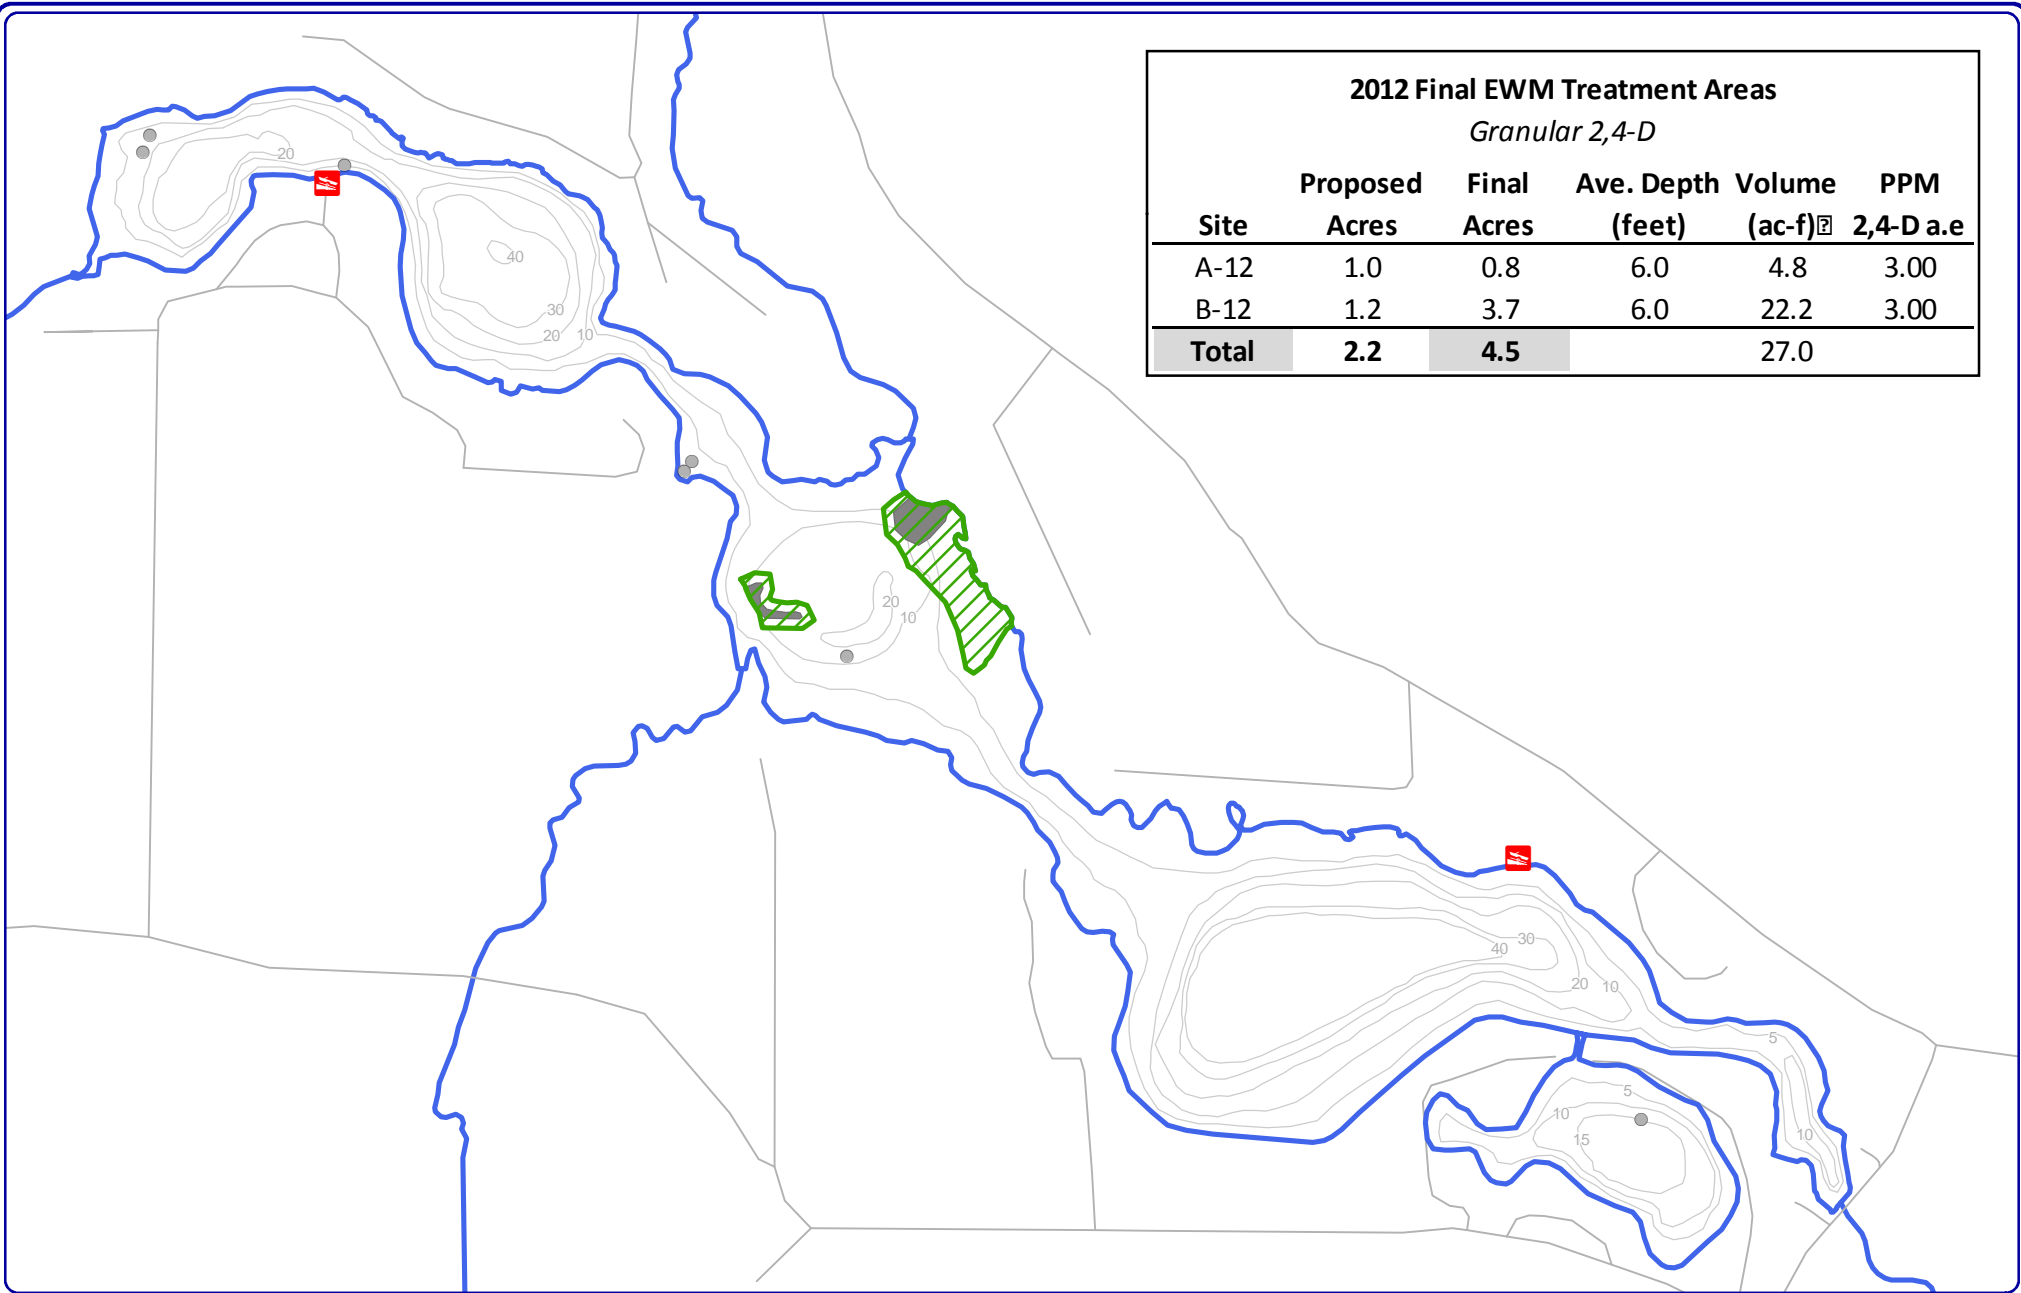 2012 Final EWM Treatment Areas
Granular 2,4-D
Proposed Final Ave. Depth Volume PPM
Site Acres Acres (feet) (ac-f)⍰ 2,4-D a.e
A-12 1.0 0.8 6.0 4.8 3.00
B-12 1.2 3.7 6.0 22.2 3.00
Total 2.2 4.5 27.0
20
40
30
20 10
20
10
30
40
20 10
5
5
10
15
10